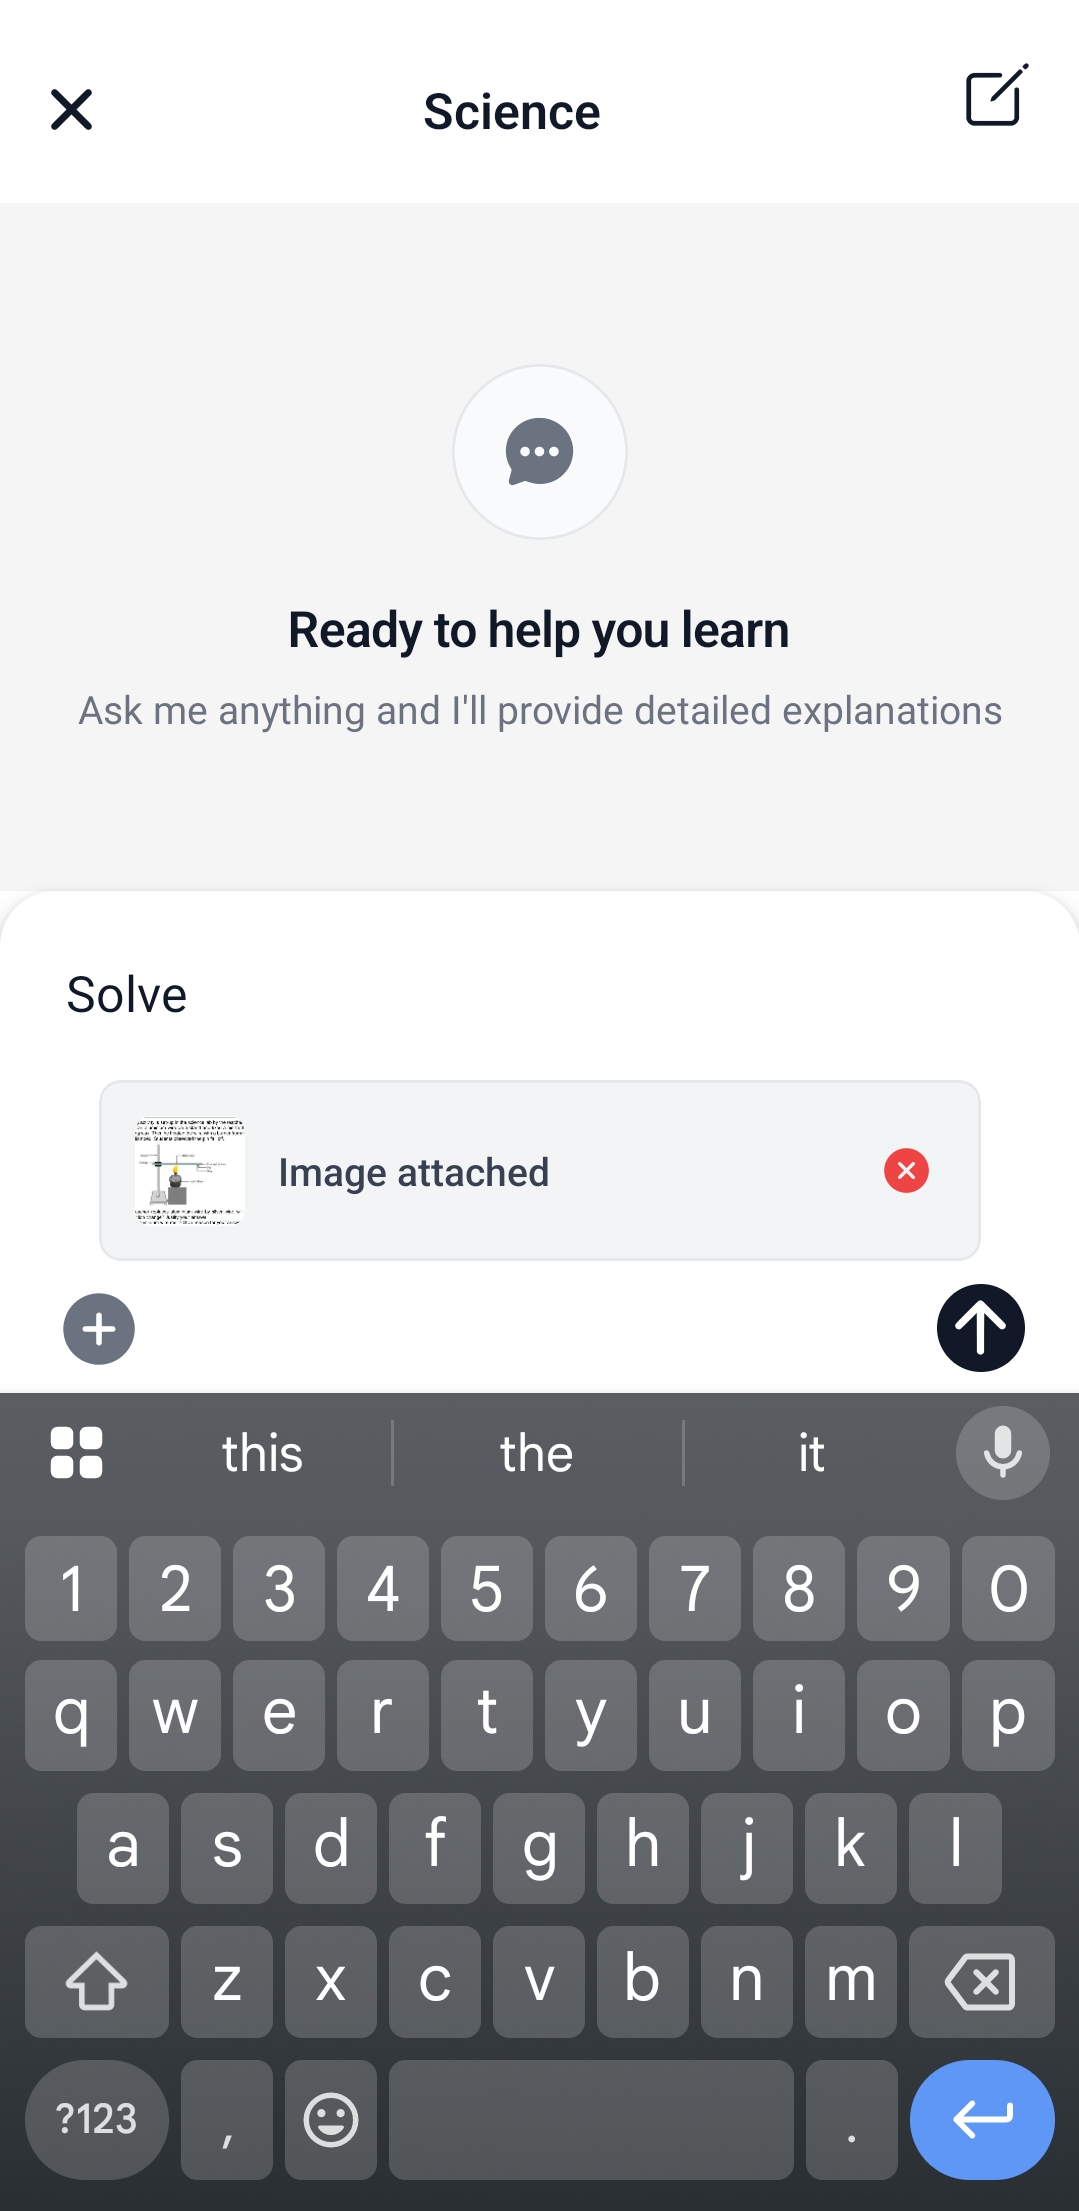 Science
Ready to help you learn
Ask me anything and I'll provide detailed explanations
Solve
Image attached
this the it
1 2 3 4 5 6 7 8 9 0
q w e r t y u i o p
a s d f g h j k l
z x c v b n m
?123 , .